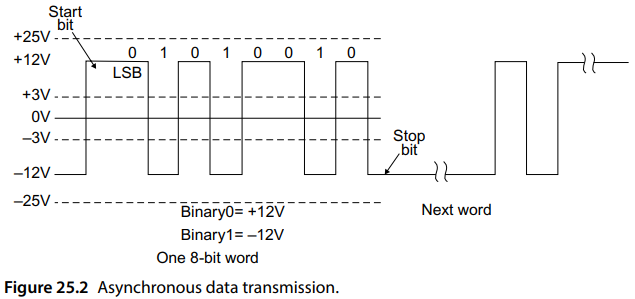 Start
bit
+25V
+12V
0 1 0 1 0 0 1 0
LSB
+3V
0V
–3V
Stop
bit
–12V
–25V
Binary0= +12V
Next word
Binary1= –12V
One 8-bit word
Figure 25.2 Asynchronous data transmission.